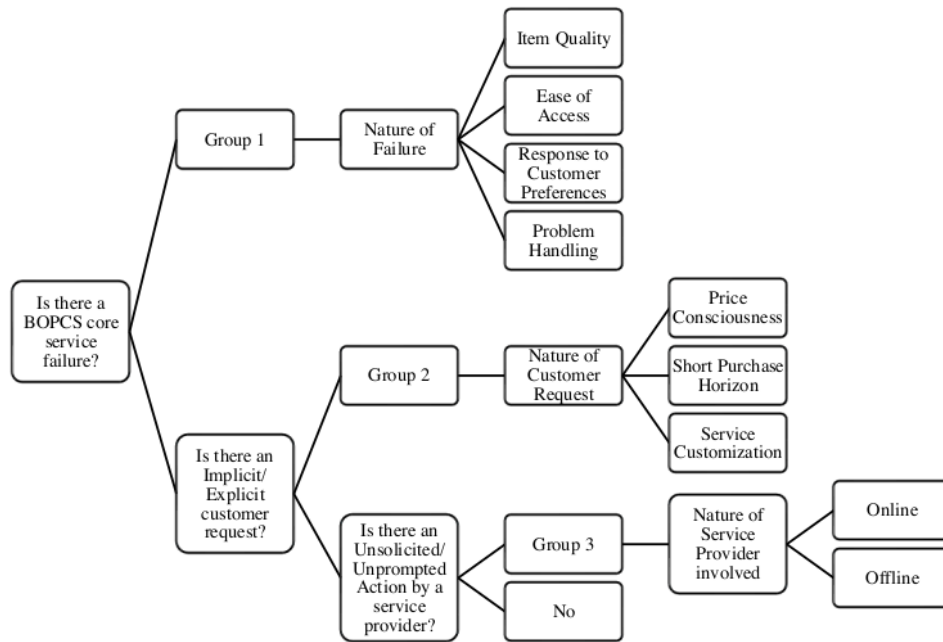 Item Quality
Ease of
Access
Group 1
Nature of
Failure
Response to
Customer
Preferences
Problem
Handling
Is there a
BOPCS core
service
failure?
Price
Consciousness
Group 2
Nature of
Customer
Request
Short Purchase
Horizon
Service
Customization
Is there an
Implicit/
Explicit
customer
request?
Is there an
Unsolicited/
Unprompted
Action by a
service
provider?
Group 3
No
Nature of
Service
Provider
involved
Online
Offline